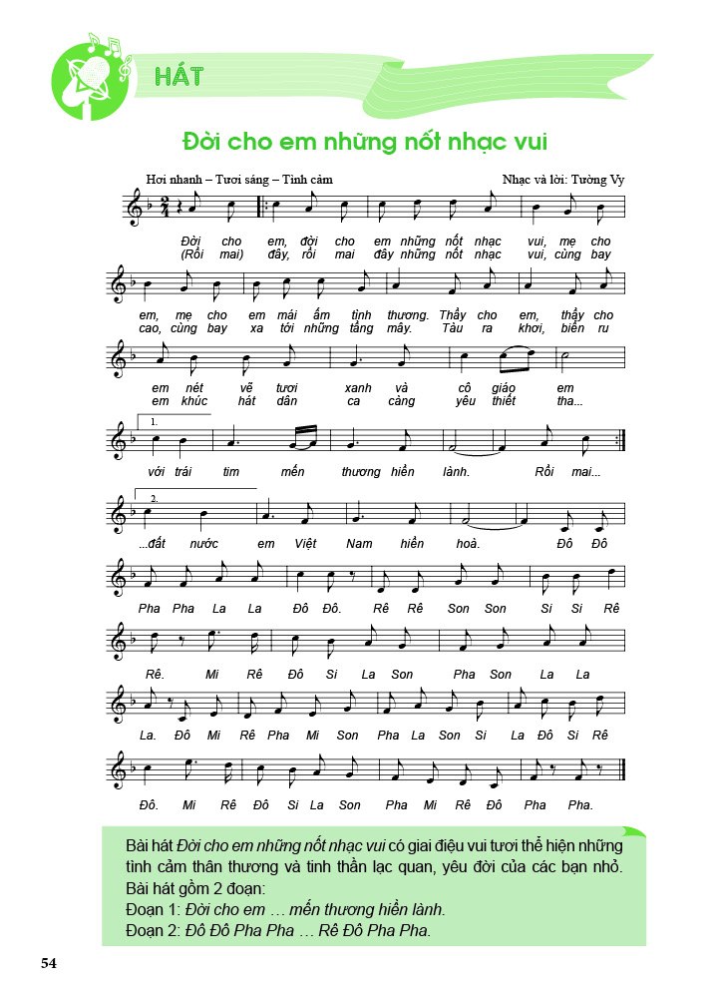 HÁT
Đời cho em những nốt nhạc vui
Hơi nhanh – Tươi sáng – Tình cảm
Nhạc và lời: Tường Vy
2
4
Đời cho em, đời cho em những nốt nhạc vui, mẹ cho
(Rồi mai) đây, rồi mai đây những nốt nhạc vui, cùng bay
em, mẹ cho em mái ấm tình thương. Thầy cho em, thầy cho
cao, cùng bay xa tới những tầng mây. Tàu ra khơi, biển ru
em nét vẽ tươi xanh và cô giáo em
em khúc hát dân ca càng yêu thiết tha...
1.
với trái tim mến thương hiền lành. Rồi mai...
2.
...đất nước em Việt Nam hiền hoà. Đô Đô
Pha Pha La La Đô Đô. Rê Rê Son Son Si Si Rê
Rê. Mi Rê Đô Si La Son Pha Son La La
La. Đô Mi Rê Pha Mi Son Pha La Son Si La Đô Si Rê
Đô. Mi Rê Đô Si La Son Pha Mi Rê Đô Pha Pha.
Bài hát Đời cho em những nốt nhạc vui có giai điệu vui tươi thể hiện những
tình cảm thân thương và tinh thần lạc quan, yêu đời của các bạn nhỏ.
Bài hát gồm 2 đoạn:
Đoạn 1: Đời cho em … mến thương hiền lành.
Đoạn 2: Đô Đô Pha Pha … Rê Đô Pha Pha.
54